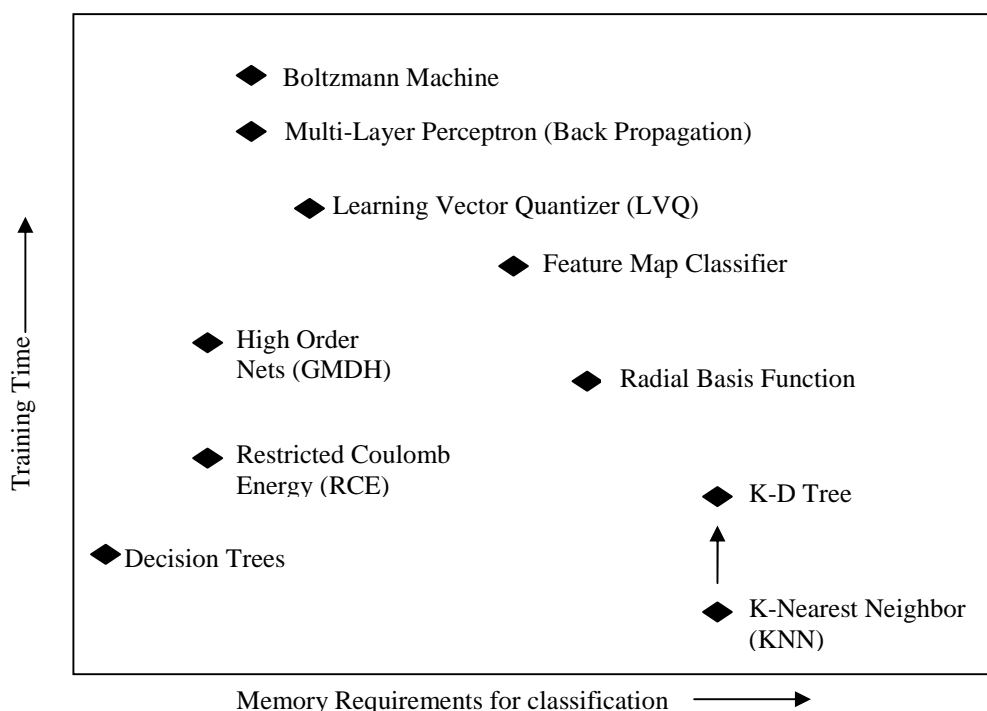 Boltzmann Machine
Multi-Layer Perceptron (Back Propagation)
Learning Vector Quantizer (LVQ)
Feature Map Classifier
High Order
Nets (GMDH)
Radial Basis Function
Restricted Coulomb
Energy (RCE)
K-D Tree
Decision Trees
K-Nearest Neighbor
(KNN)
Training Time
Memory Requirements for classification